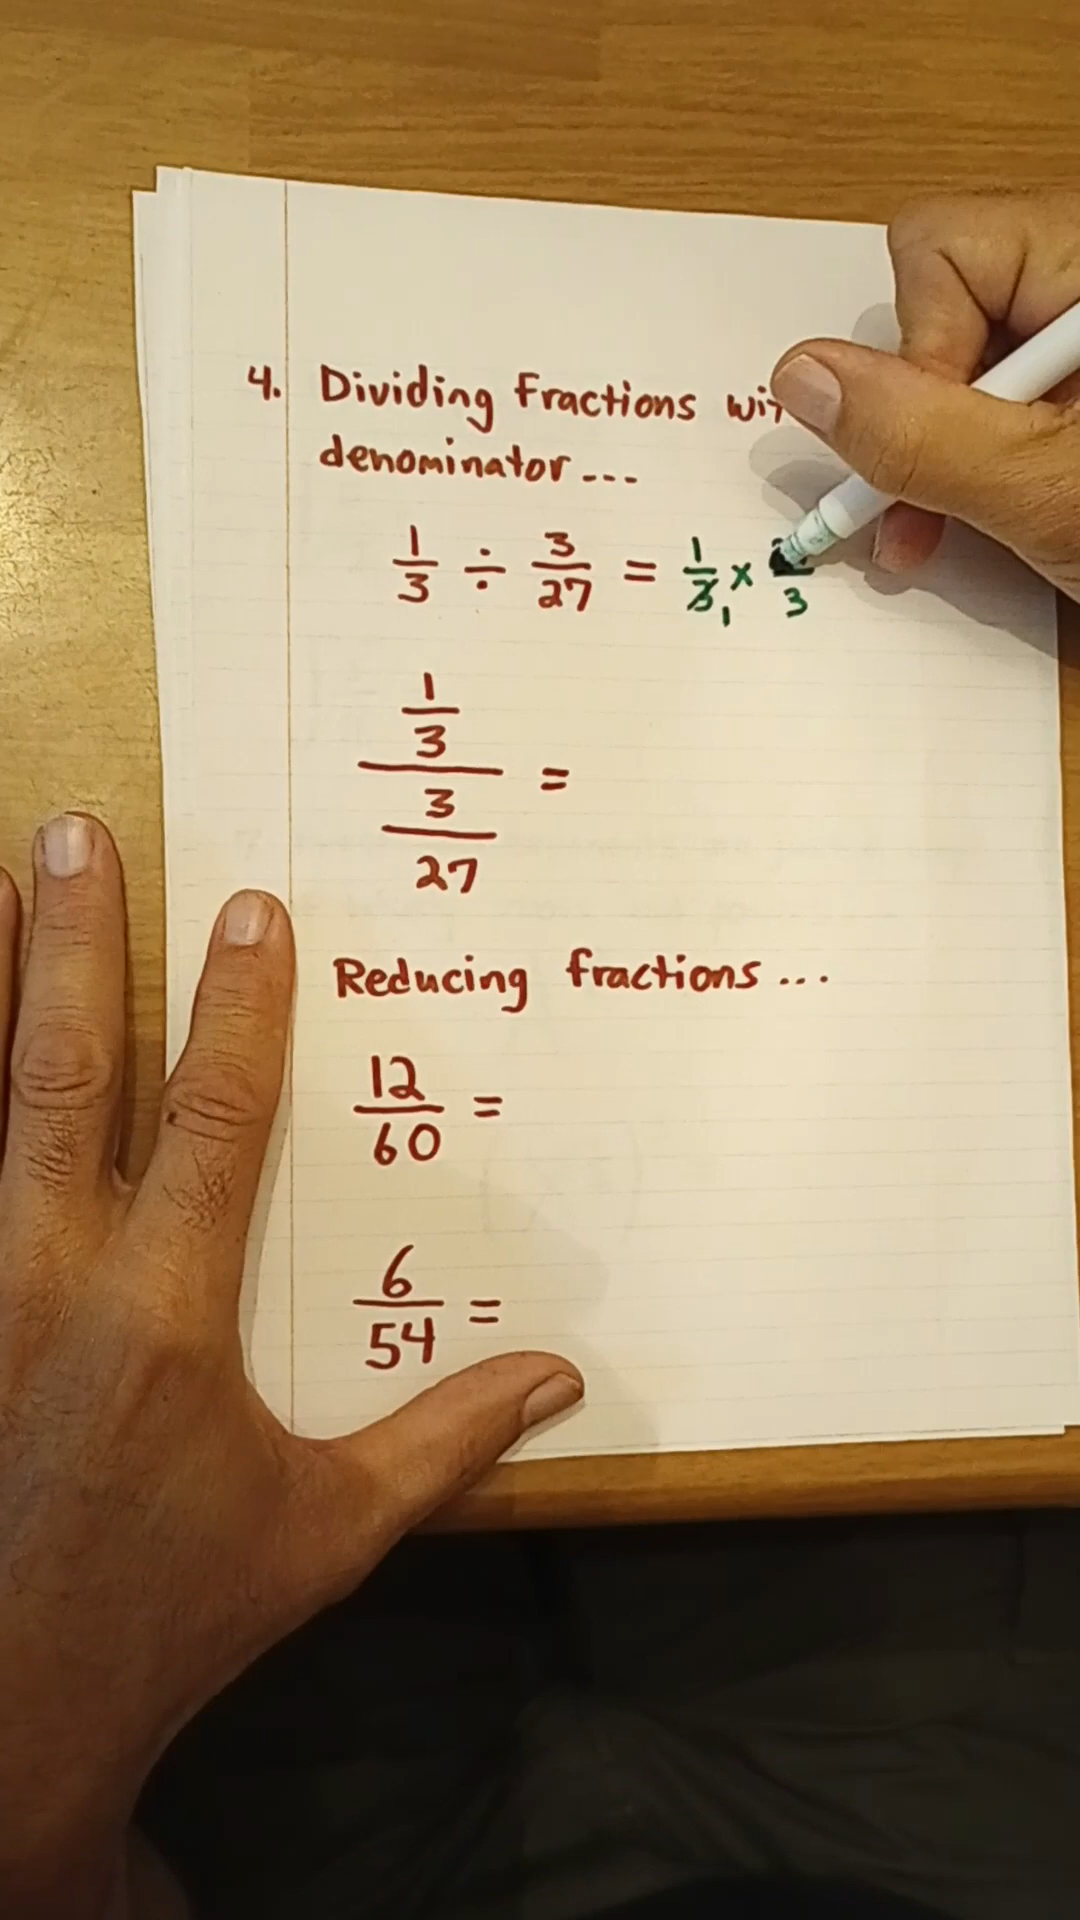 4. Dividing fractions
denominator...
1/3 ÷ 3/27 = 1/3 1 × /3
1/3 / 3/27 =
Reducing fractions...
12/60 =
6/54 =